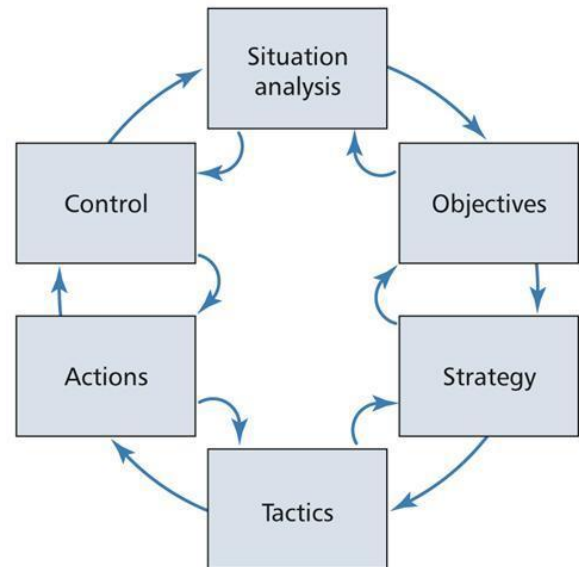 Situation
analysis
Control
Objectives
Actions
Strategy
Tactics